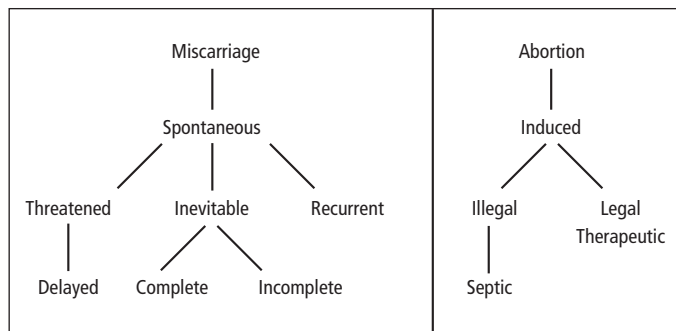 Miscarriage
Spontaneous
Threatened Inevitable Recurrent
Delayed Complete Incomplete
Abortion
Induced
Illegal Legal
Therapeutic
Septic